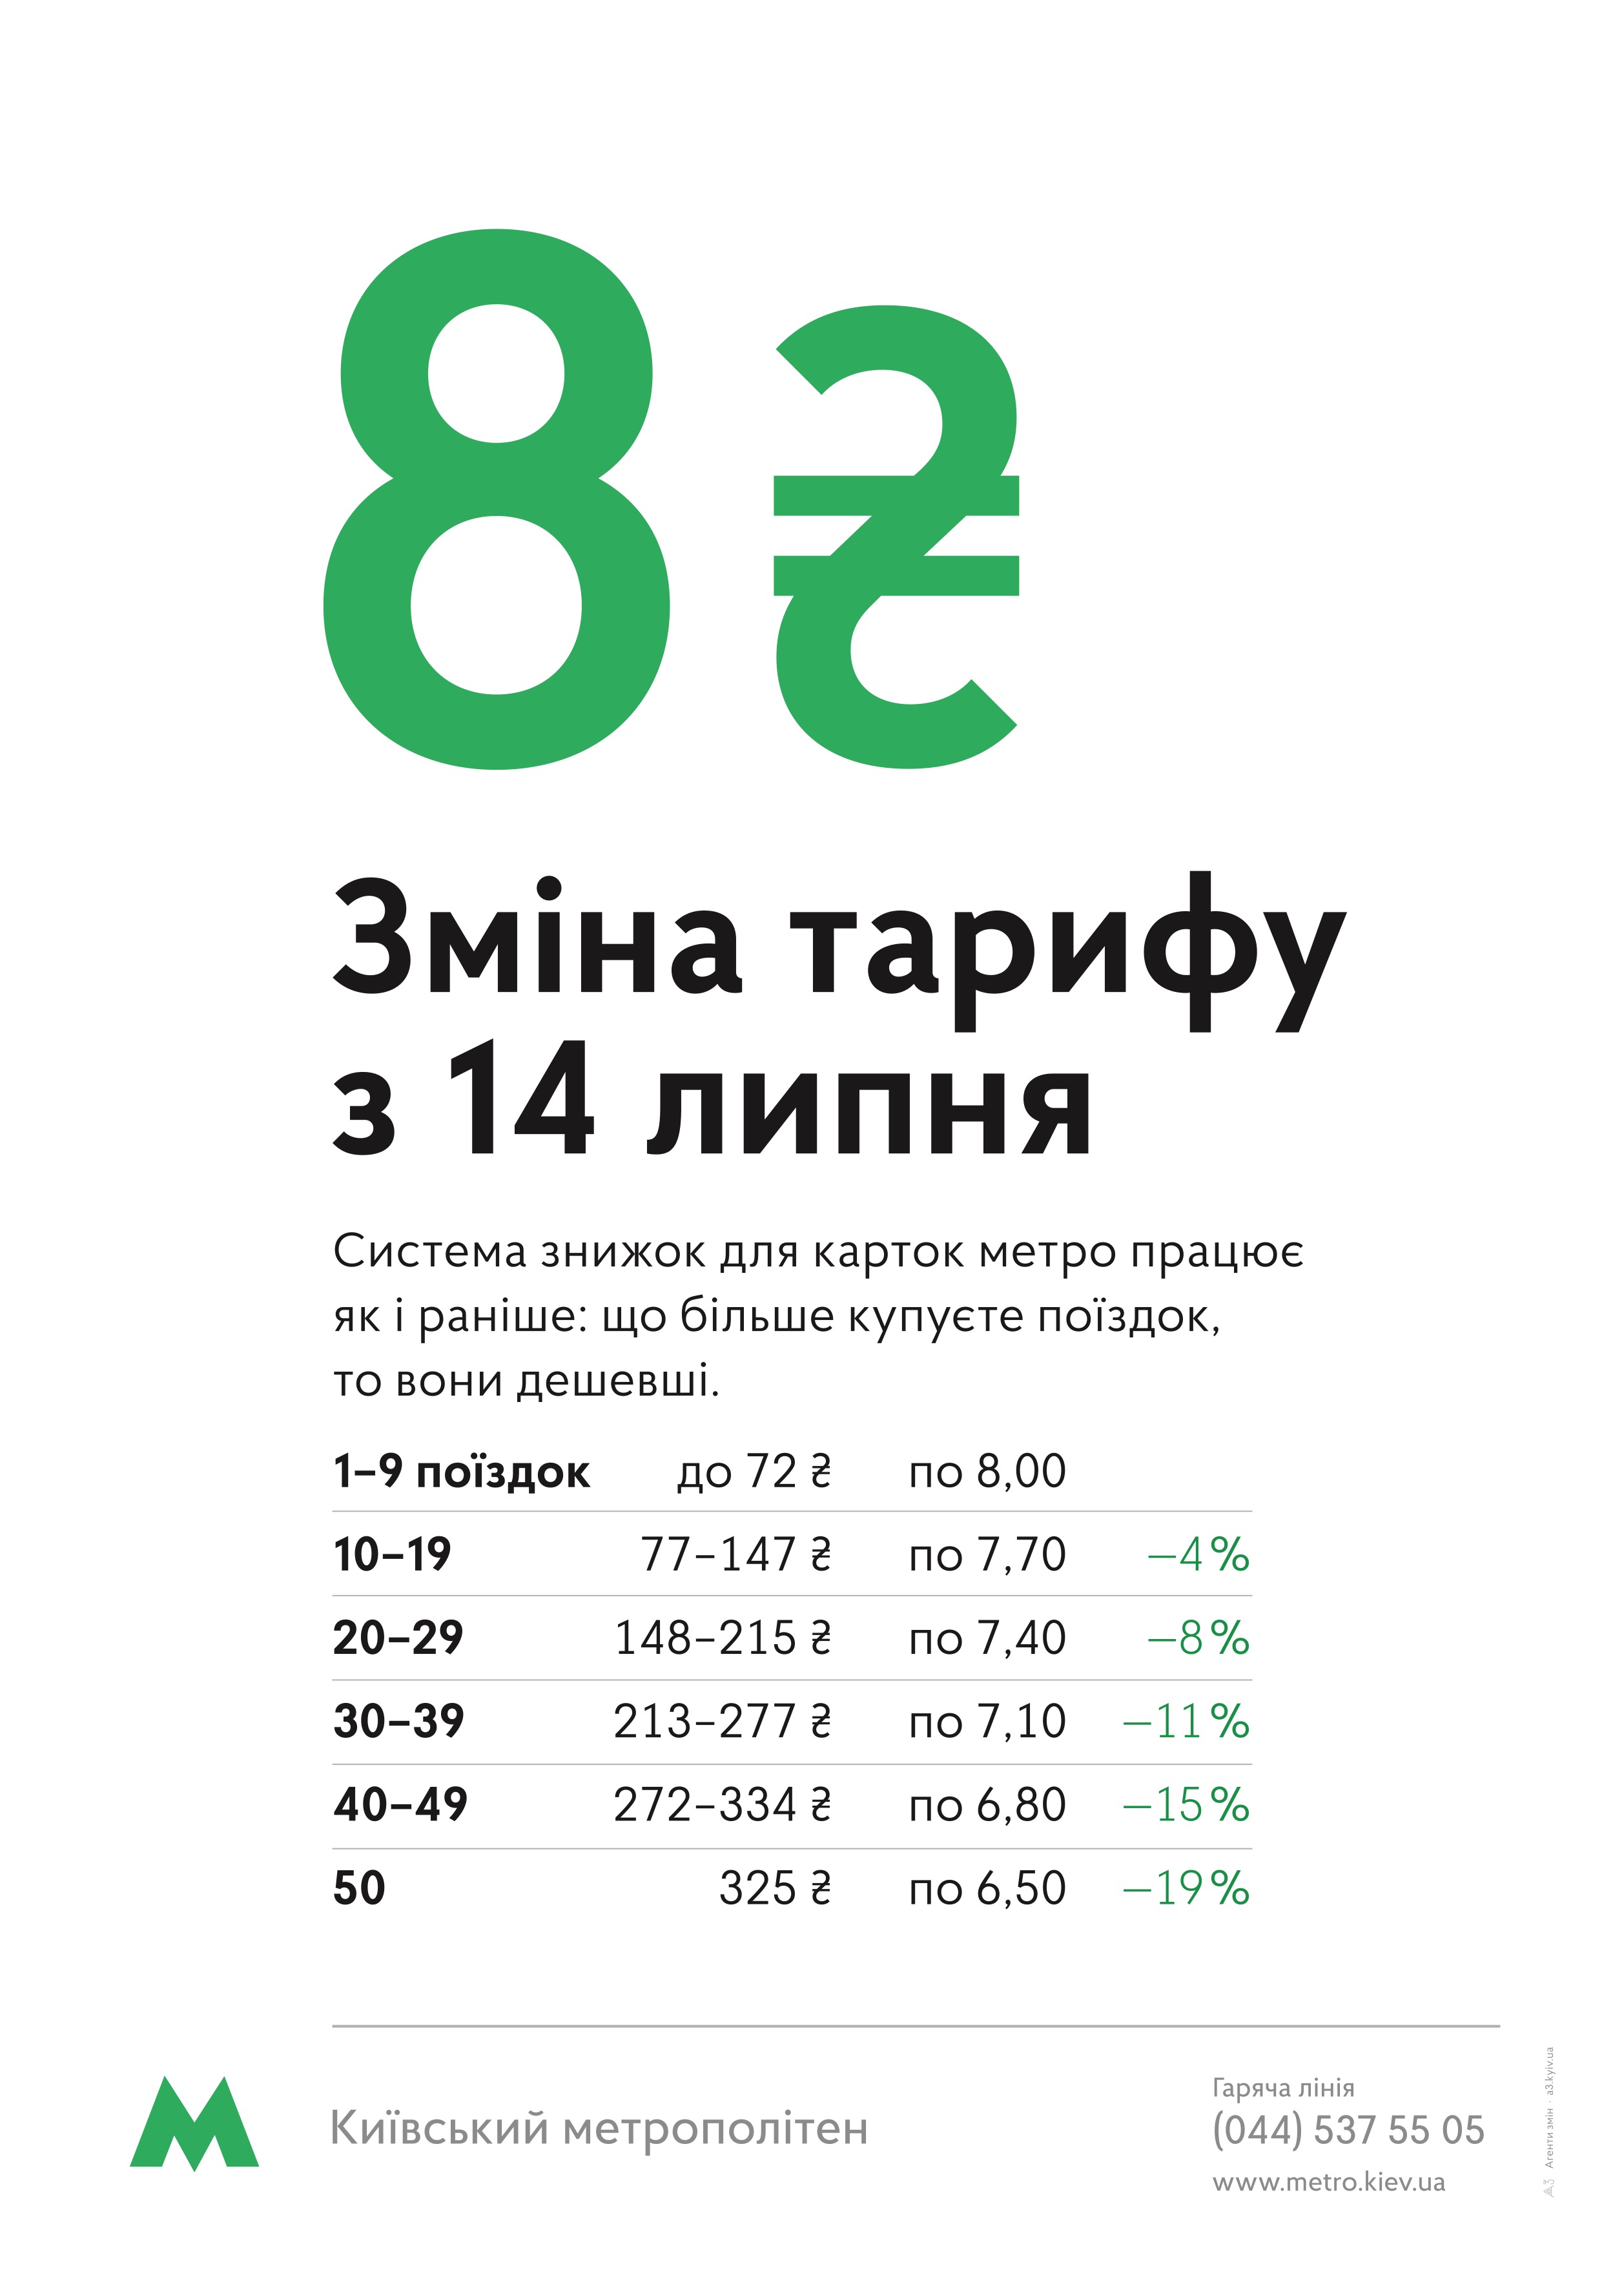 8 ₴
Зміна тарифу
з 14 липня
Система знижок для карток метро працює
як і раніше: що більше купуєте поїздок,
то вони дешевші.
1–9 поїздок до 72 ₴ по 8,00
10–19 77–147 ₴ по 7,70 –4%
20–29 148–215 ₴ по 7,40 –8%
30–39 213–277 ₴ по 7,10 –11%
40–49 272–334 ₴ по 6,80 –15%
50 325 ₴ по 6,50 –19%
Київський метрополітен
Гаряча лінія
(044) 537 55 05
www.metro.kiev.ua
А3 Агенти змін · a3.kyiv.ua